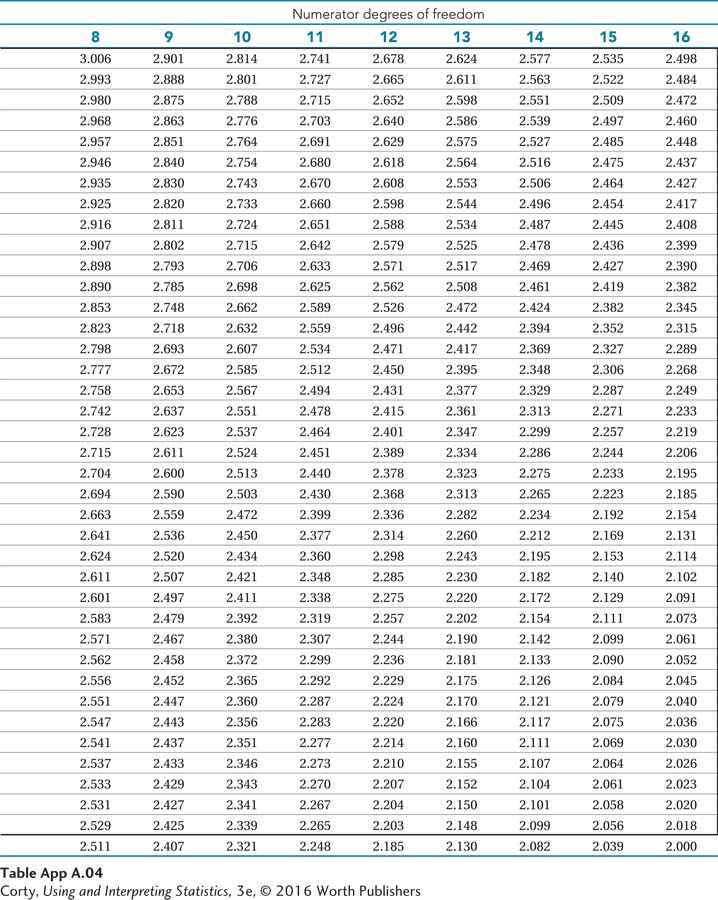 Numerator degrees of freedom
8 9 10 11 12 13 14 15 16
3.006 2.901 2.814 2.741 2.678 2.624 2.577 2.535 2.498
2.993 2.888 2.801 2.727 2.665 2.611 2.563 2.522 2.484
2.980 2.875 2.788 2.715 2.652 2.598 2.551 2.509 2.472
2.968 2.863 2.776 2.703 2.640 2.586 2.539 2.497 2.460
2.957 2.851 2.764 2.691 2.629 2.575 2.527 2.485 2.448
2.946 2.840 2.754 2.680 2.618 2.564 2.516 2.475 2.437
2.935 2.830 2.743 2.670 2.608 2.553 2.506 2.464 2.427
2.925 2.820 2.733 2.660 2.598 2.544 2.496 2.454 2.417
2.916 2.811 2.724 2.651 2.588 2.534 2.487 2.445 2.408
2.907 2.802 2.715 2.642 2.579 2.525 2.478 2.436 2.399
2.898 2.793 2.706 2.633 2.571 2.517 2.469 2.427 2.390
2.890 2.785 2.698 2.625 2.562 2.508 2.461 2.419 2.382
2.853 2.748 2.662 2.589 2.526 2.472 2.424 2.382 2.345
2.823 2.718 2.632 2.559 2.496 2.442 2.394 2.352 2.315
2.798 2.693 2.607 2.534 2.471 2.417 2.369 2.327 2.289
2.777 2.672 2.585 2.512 2.450 2.395 2.348 2.306 2.268
2.758 2.653 2.567 2.494 2.431 2.377 2.329 2.287 2.249
2.742 2.637 2.551 2.478 2.415 2.361 2.313 2.271 2.233
2.728 2.623 2.537 2.464 2.401 2.347 2.299 2.257 2.219
2.715 2.611 2.524 2.451 2.389 2.334 2.286 2.244 2.206
2.704 2.600 2.513 2.440 2.378 2.323 2.275 2.233 2.195
2.694 2.590 2.503 2.430 2.368 2.313 2.265 2.223 2.185
2.663 2.559 2.472 2.399 2.336 2.282 2.234 2.192 2.154
2.641 2.536 2.450 2.377 2.314 2.260 2.212 2.169 2.131
2.624 2.520 2.434 2.360 2.298 2.243 2.195 2.153 2.114
2.611 2.507 2.421 2.348 2.285 2.230 2.182 2.140 2.102
2.601 2.497 2.411 2.338 2.275 2.220 2.172 2.129 2.091
2.583 2.479 2.392 2.319 2.257 2.202 2.154 2.111 2.073
2.571 2.467 2.380 2.307 2.244 2.190 2.142 2.099 2.061
2.562 2.458 2.372 2.299 2.236 2.181 2.133 2.090 2.052
2.556 2.452 2.365 2.292 2.229 2.175 2.126 2.084 2.045
2.551 2.447 2.360 2.287 2.224 2.170 2.121 2.079 2.040
2.547 2.443 2.356 2.283 2.220 2.166 2.117 2.075 2.036
2.541 2.437 2.351 2.277 2.214 2.160 2.111 2.069 2.030
2.537 2.433 2.346 2.273 2.210 2.155 2.107 2.064 2.026
2.533 2.429 2.343 2.270 2.207 2.152 2.104 2.061 2.023
2.531 2.427 2.341 2.267 2.204 2.150 2.101 2.058 2.020
2.529 2.425 2.339 2.265 2.203 2.148 2.099 2.056 2.018
2.511 2.407 2.321 2.248 2.185 2.130 2.082 2.039 2.000
Table App A.04
Corty, Using and Interpreting Statistics, 3e, © 2016 Worth Publishers